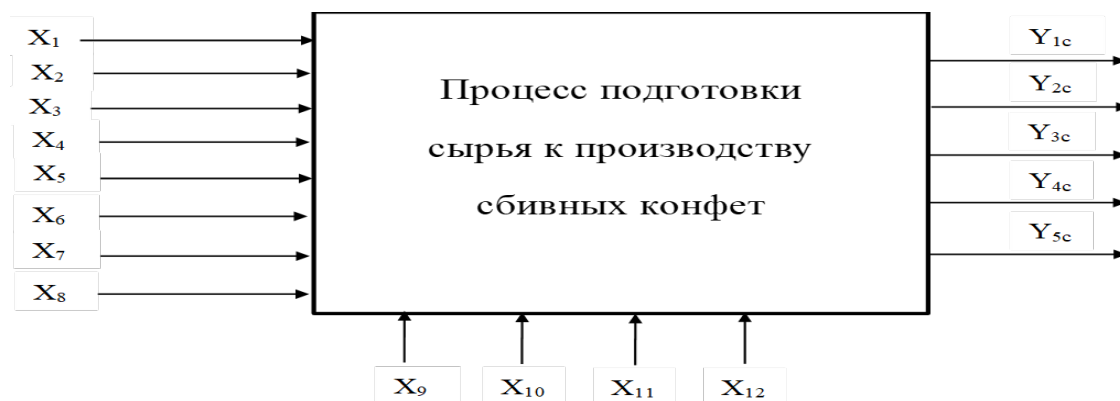 X₁
X₂
X₃
X₄
X₅
X₆
X₇
X₈
Процесс подготовки
сырья к производству
сбивных конфет
Y₁c
Y₂c
Y₃c
Y₄c
Y₅c
X₉ X₁₀ X₁₁ X₁₂